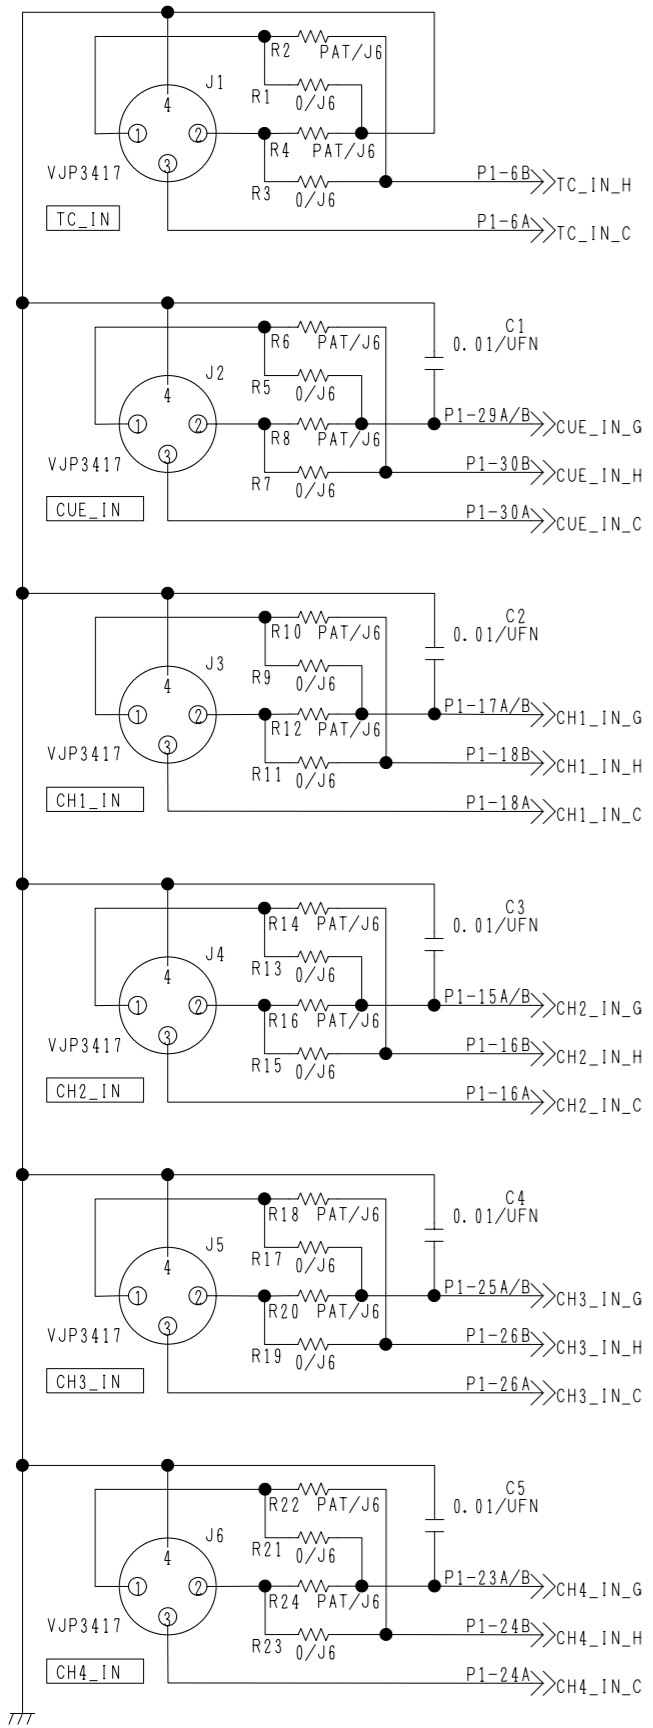 J1
4
1
2
3
VJP3417
TC_IN
R2 PAT/J6
R1 0/J6
R4 PAT/J6
R3 0/J6
P1-6B TC_IN_H
P1-6A TC_IN_C
J2
4
1
2
3
VJP3417
CUE_IN
R6 PAT/J6
R5 0/J6
R8 PAT/J6
R7 0/J6
C1
0.01/UFN
P1-29A/B CUE_IN_G
P1-30B CUE_IN_H
P1-30A CUE_IN_C
J3
4
1
2
3
VJP3417
CH1_IN
R10 PAT/J6
R9 0/J6
R12 PAT/J6
R11 0/J6
C2
0.01/UFN
P1-17A/B CH1_IN_G
P1-18B CH1_IN_H
P1-18A CH1_IN_C
J4
4
1
2
3
VJP3417
CH2_IN
R14 PAT/J6
R13 0/J6
R16 PAT/J6
R15 0/J6
C3
0.01/UFN
P1-15A/B CH2_IN_G
P1-16B CH2_IN_H
P1-16A CH2_IN_C
J5
4
1
2
3
VJP3417
CH3_IN
R18 PAT/J6
R17 0/J6
R20 PAT/J6
R19 0/J6
C4
0.01/UFN
P1-25A/B CH3_IN_G
P1-26B CH3_IN_H
P1-26A CH3_IN_C
J6
4
1
2
3
VJP3417
CH4_IN
R22 PAT/J6
R21 0/J6
R24 PAT/J6
R23 0/J6
C5
0.01/UFN
P1-23A/B CH4_IN_G
P1-24B CH4_IN_H
P1-24A CH4_IN_C